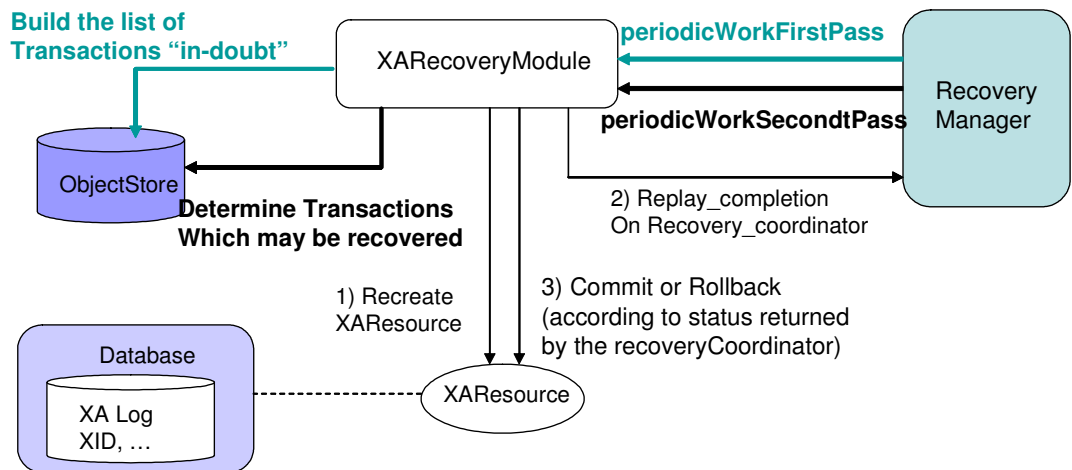 Build the list of
Transactions “in-doubt”
XARecoveryModule
periodicWorkFirstPass
periodicWorkSecondtPass
Recovery
Manager
ObjectStore
Determine Transactions
Which may be recovered
2) Replay_completion
On Recovery_coordinator
1) Recreate
XAResource
3) Commit or Rollback
(according to status returned
by the recoveryCoordinator)
Database
XA Log
XID, …
XAResource